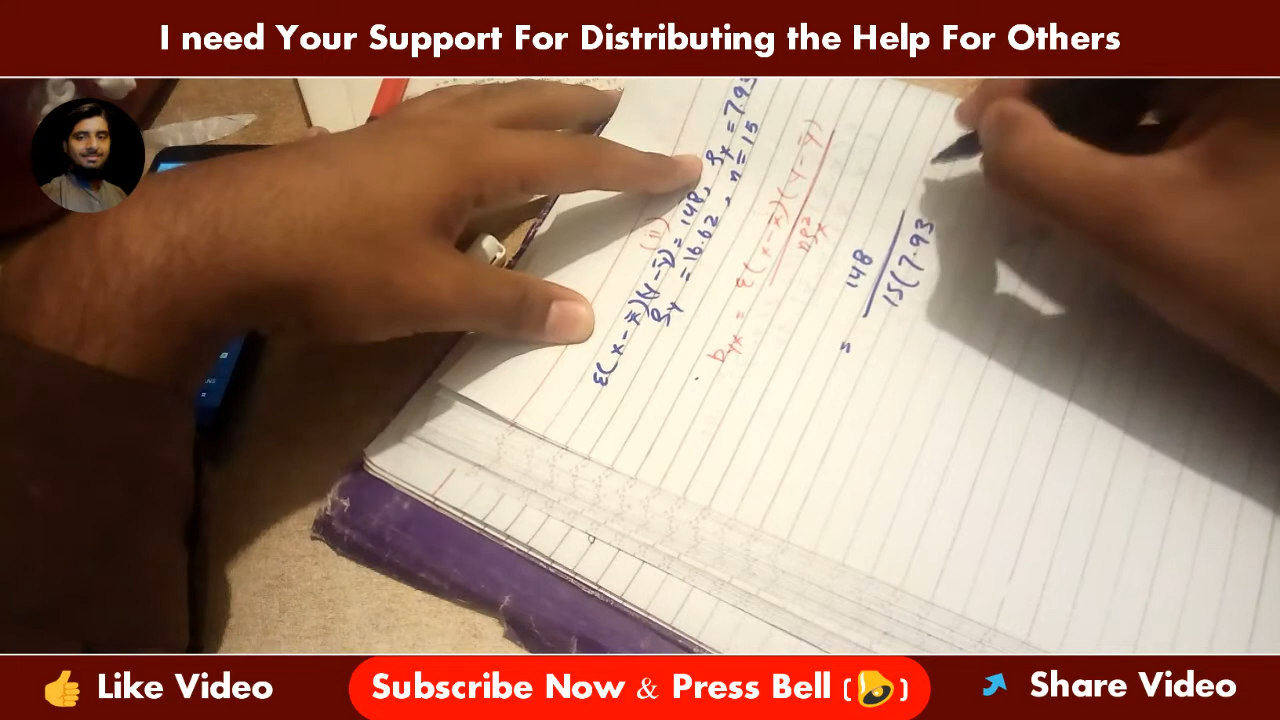 I need Your Support For Distributing the Help For Others
(ii)
Σ(x-x̄)(y-ȳ) = 148, Sx = 7.93
Sy = 16.62, n = 15
byx = Σ(x-x̄)(y-ȳ)
nS²x
= 148
15(7.93
Like Video
Subscribe Now & Press Bell ( )
Share Video